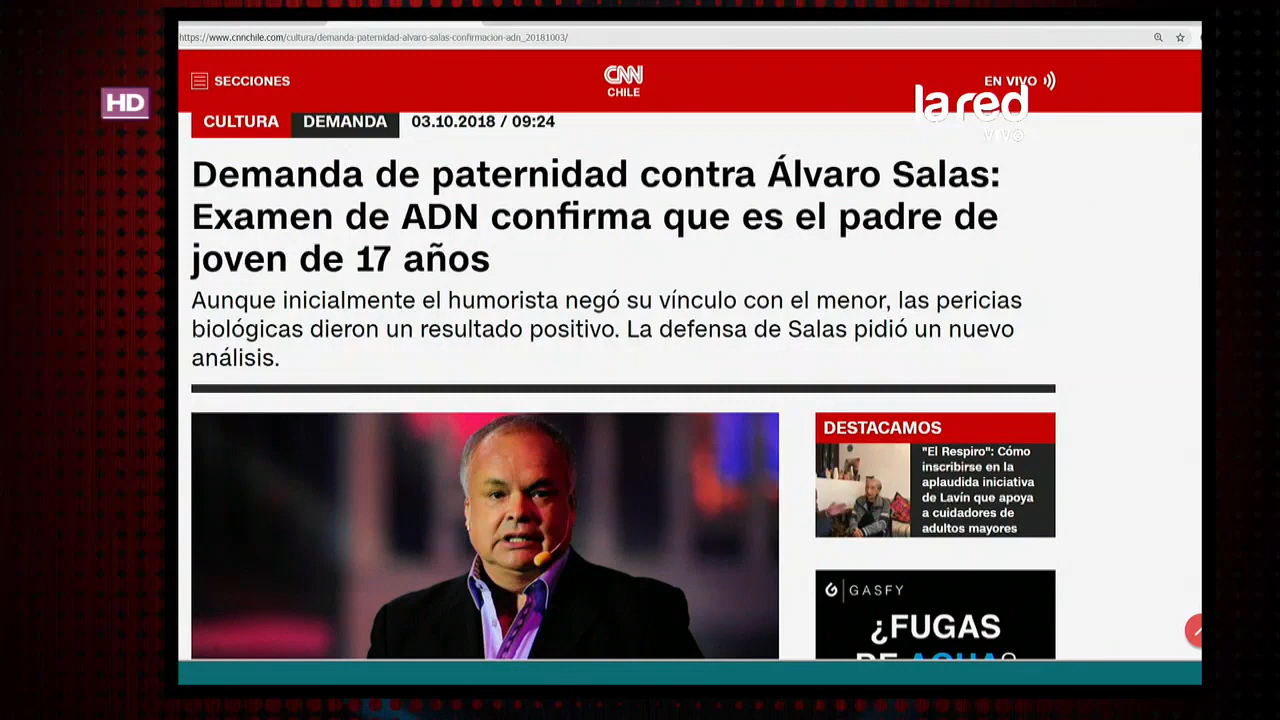 https://www.cnnchile.com/cultura/demanda-paternidad-alvaro-salas-confirmacion-adn_20181003/
SECCIONES
CNN
CHILE
EN VIVO
HD
la red
VIVO
CULTURA DEMANDA 03.10.2018 / 09:24
Demanda de paternidad contra Álvaro Salas:
Examen de ADN confirma que es el padre de
joven de 17 años
Aunque inicialmente el humorista negó su vínculo con el menor, las pericias
biológicas dieron un resultado positivo. La defensa de Salas pidió un nuevo
análisis.
DESTACAMOS
"El Respiro": Cómo
inscribirse en la
aplaudida iniciativa
de Lavín que apoya
a cuidadores de
adultos mayores
GASFY
¿FUGAS
DE AGUA?